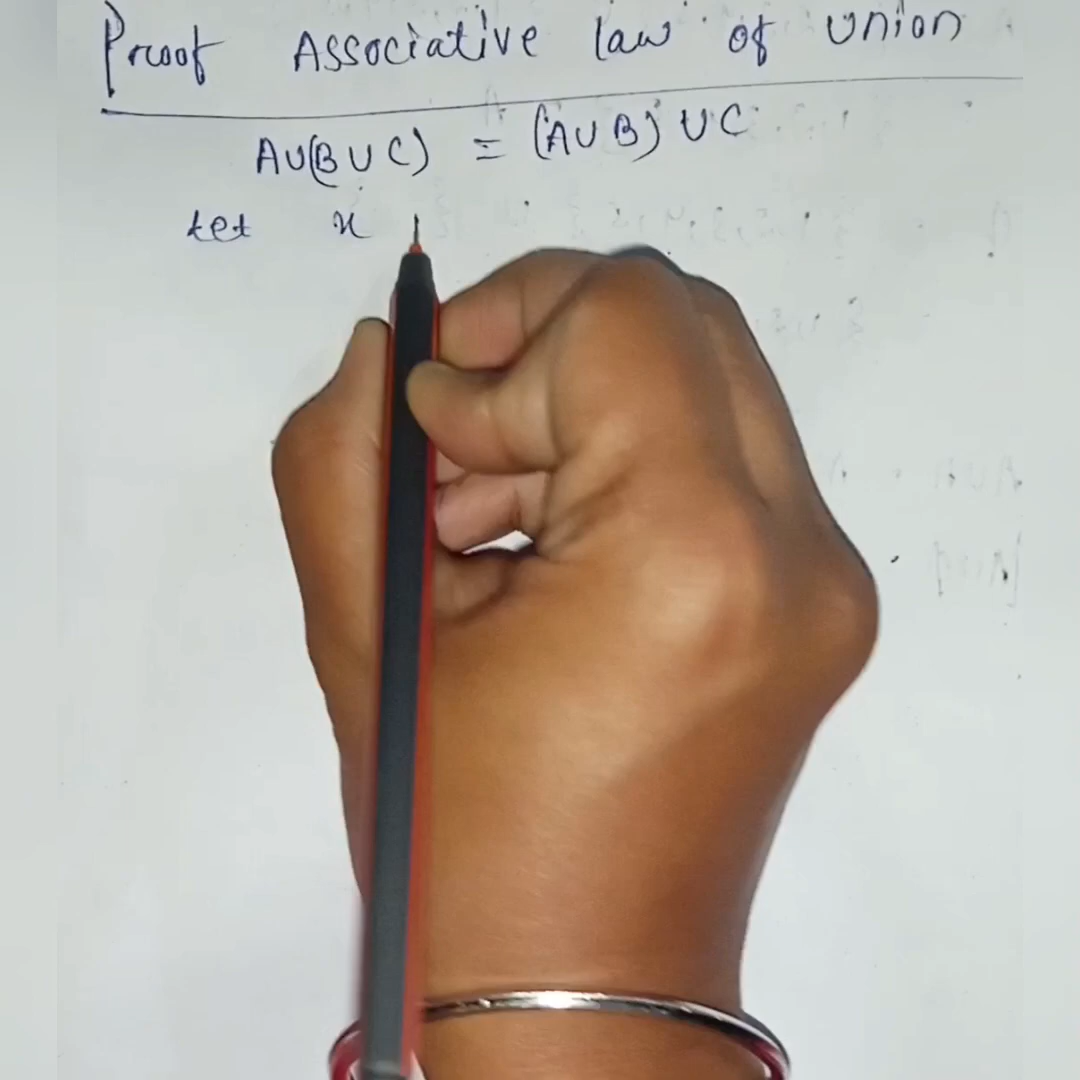 Proof Associative law of Union
A∪(B∪C) = (A∪B)∪C
Let x